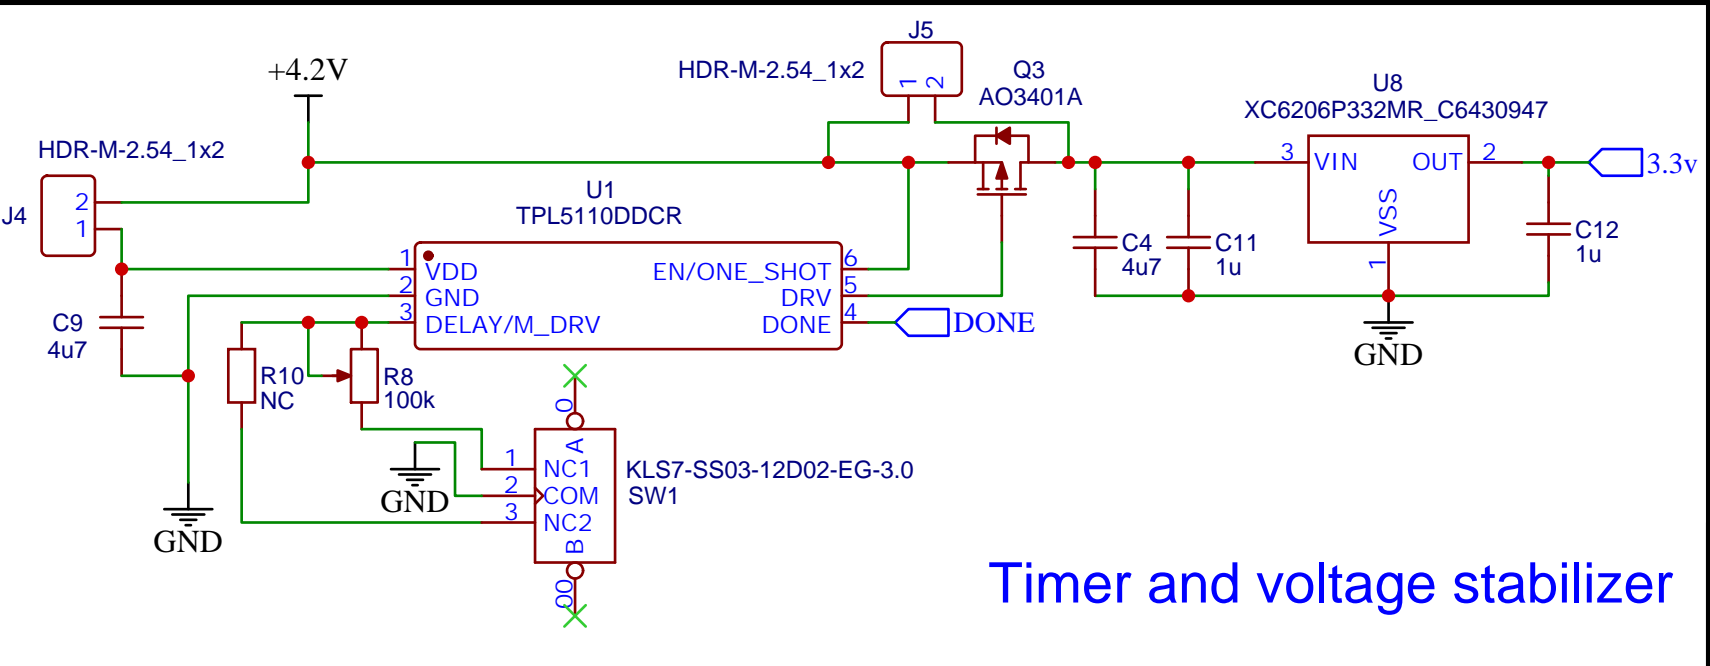 J5
HDR-M-2.54_1x2
1
2
Q3
AO3401A
+4.2V
U8
XC6206P332MR_C6430947
HDR-M-2.54_1x2
3
VIN
OUT
2
3.3v
VSS
1
J4
2
1
U1
TPL5110DDCR
1
VDD
EN/ONE_SHOT
6
2
GND
DRV
5
3
DELAY/M_DRV
DONE
4
DONE
C4
4u7
C11
1u
C12
1u
GND
C9
4u7
R10
NC
R8
100k
GND
GND
0
A
1
NC1
2
COM
3
NC2
B
00
KLS7-SS03-12D02-EG-3.0
SW1
Timer and voltage stabilizer